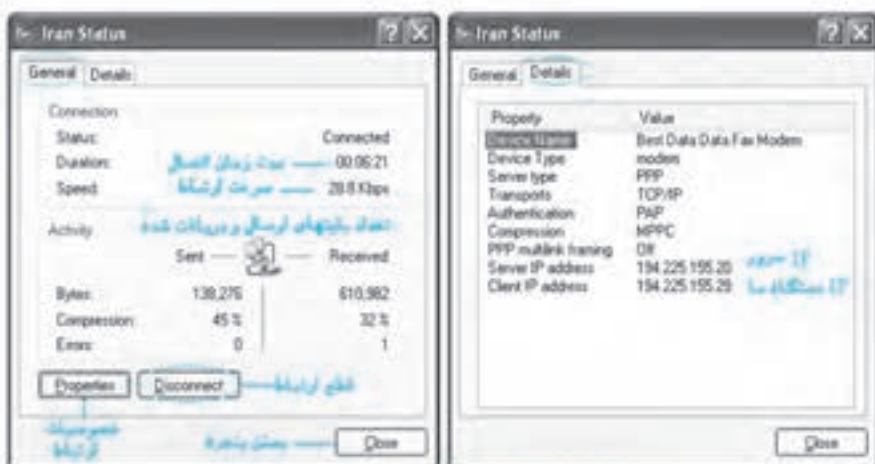 Iran Status
General Details
Connection
Status: Connected
Duration: مدت زمان اتصال 00:06:21
Speed: سرعت ارتباط 28.8 Kbps
Activity تعداد بایتهای ارسال و دریافت شده
Sent Received
Bytes: 138,276 610,982
Compression: 45 % 32 %
Errors: 0 1
Properties Disconnect قطع ارتباط
خصوصیات
ارتباط
بستن پنجره Close
Iran Status
General Details
Property Value
Device Name Best Data Data Fax Modem
Device Type modem
Server type PPP
Transports TCP/IP
Authentication PAP
Compression MPPC
PPP multilink framing Off
Server IP address 194.225.155.20 IP سرور
Client IP address 194.225.155.29 IP دستگاه ما
Close